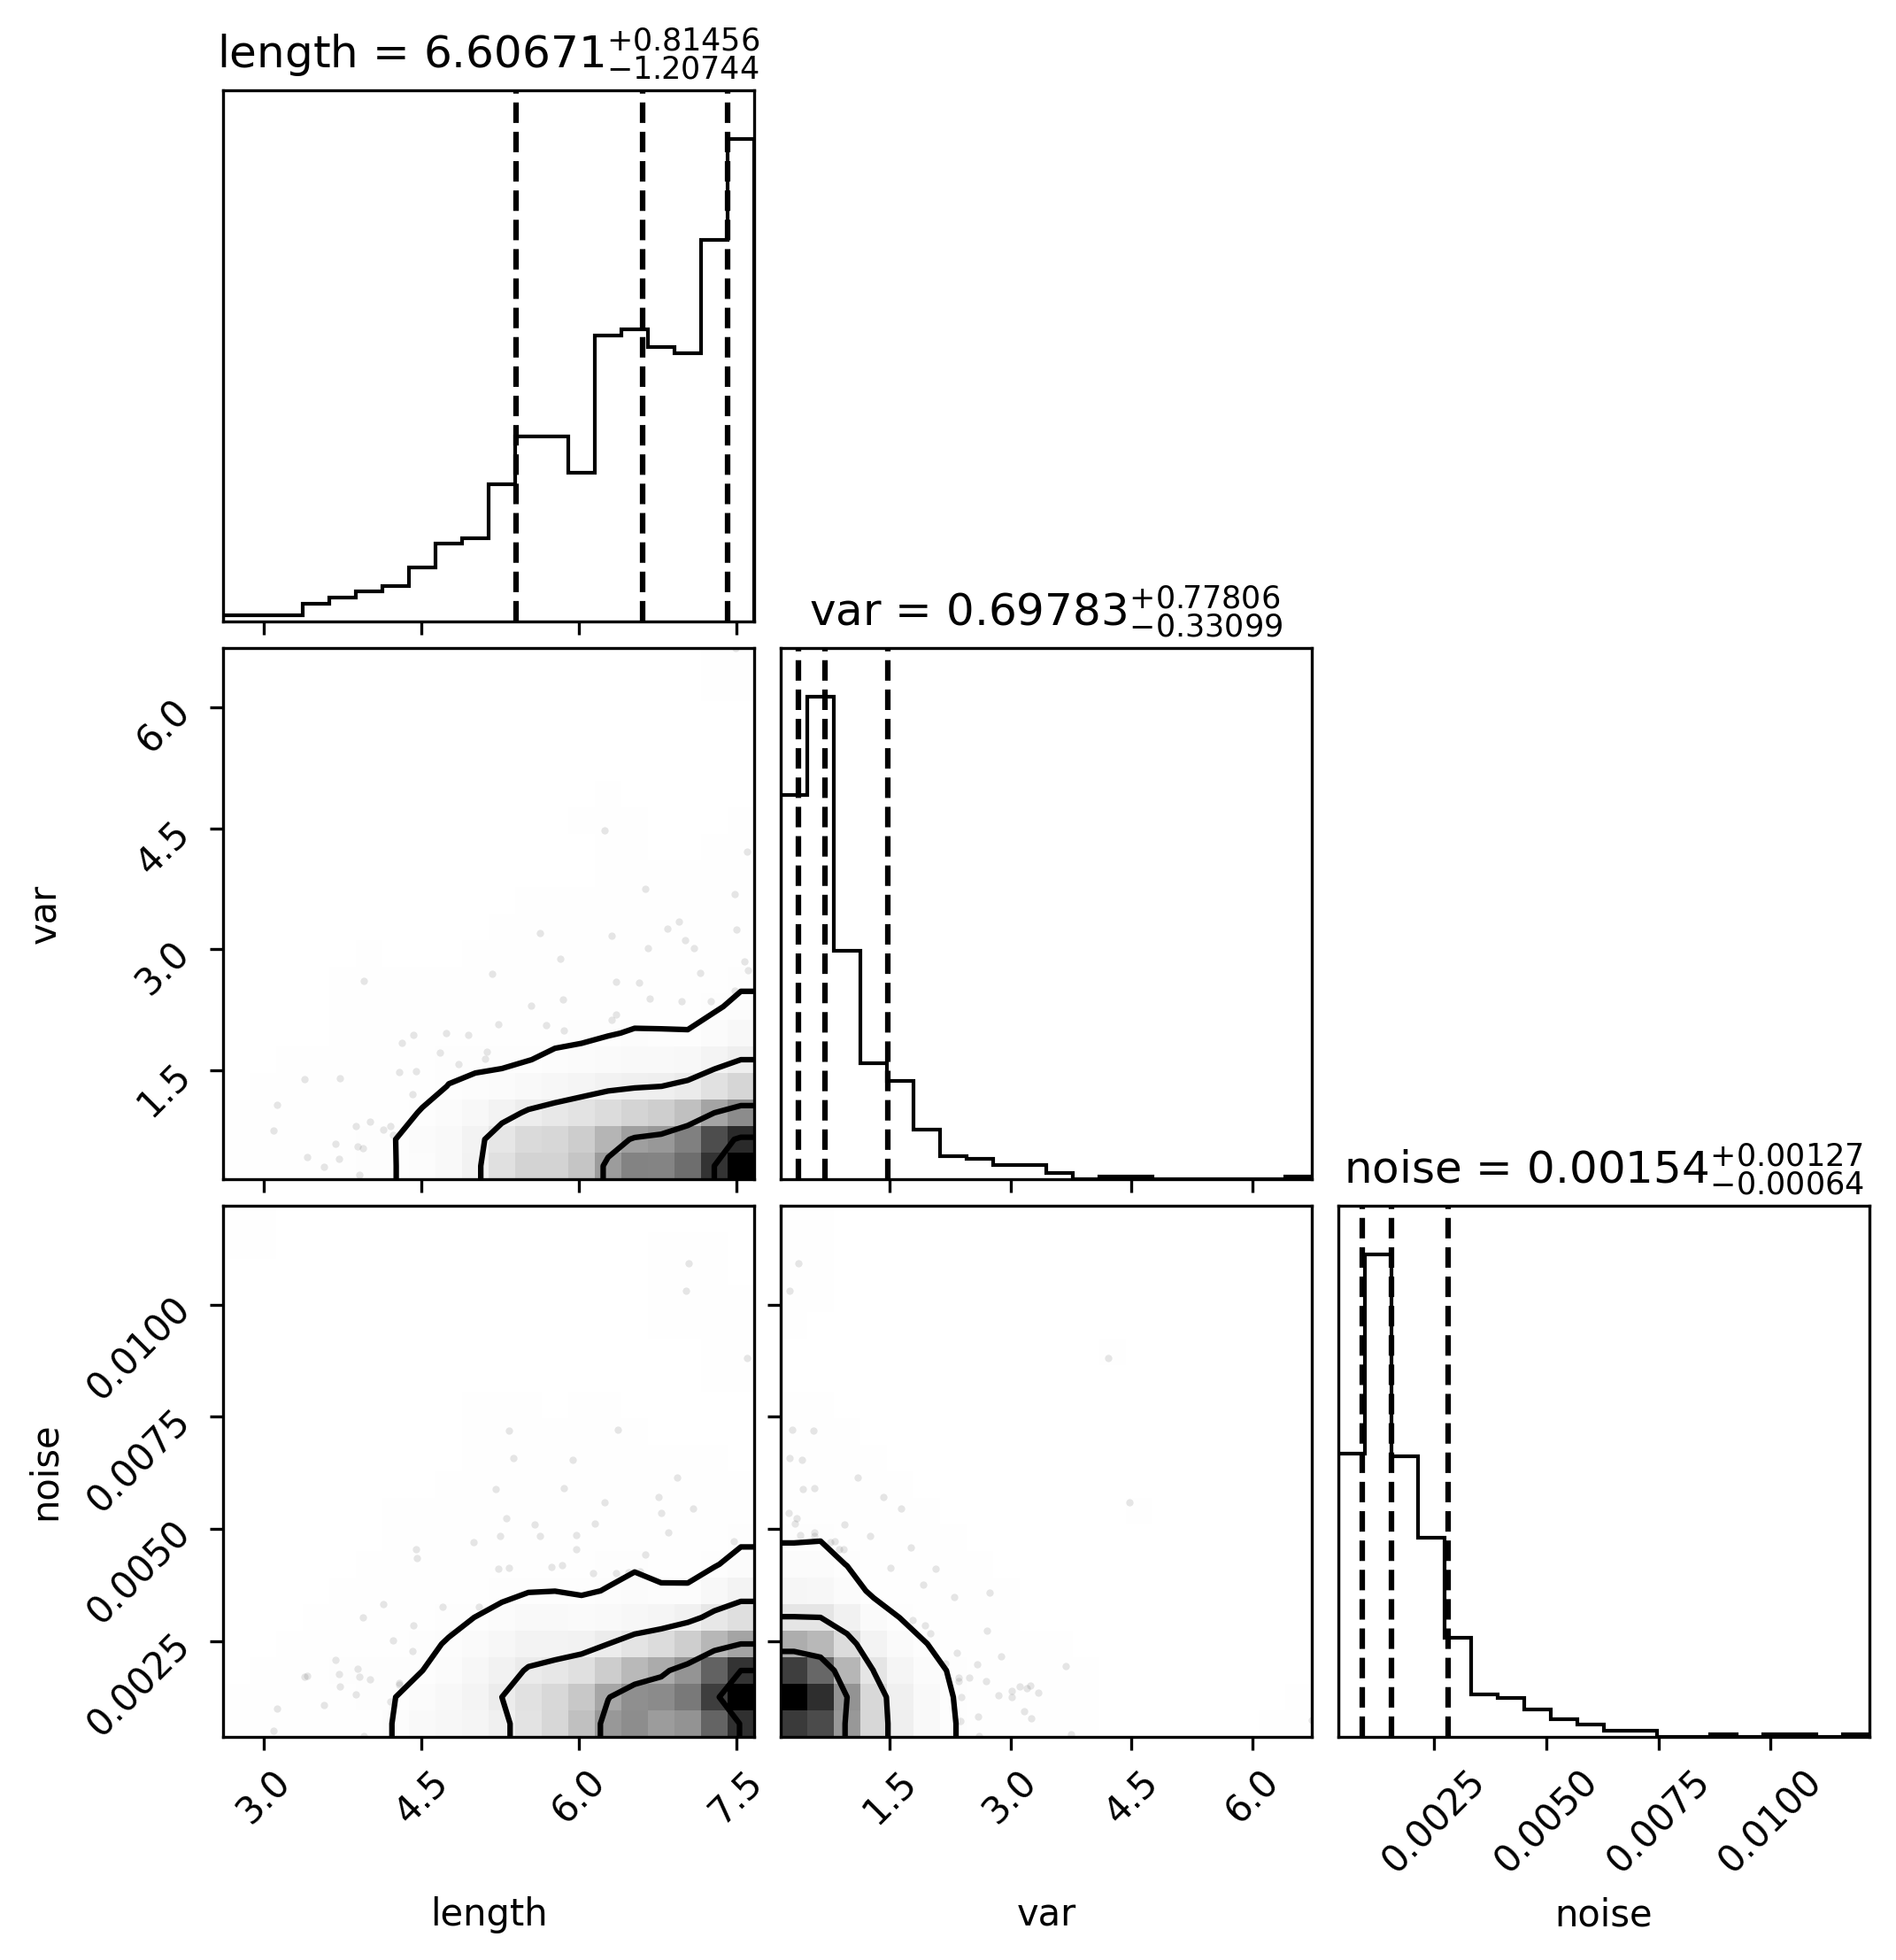 length = 6.60671 +0.81456 −1.20744
var = 0.69783 +0.77806 −0.33099
6.0
4.5
3.0
1.5
var
noise = 0.00154 +0.00127 −0.00064
0.0100
0.0075
0.0050
0.0025
noise
3.0 4.5 6.0 7.5
1.5 3.0 4.5 6.0
0.0025 0.0050 0.0075 0.0100
length var noise